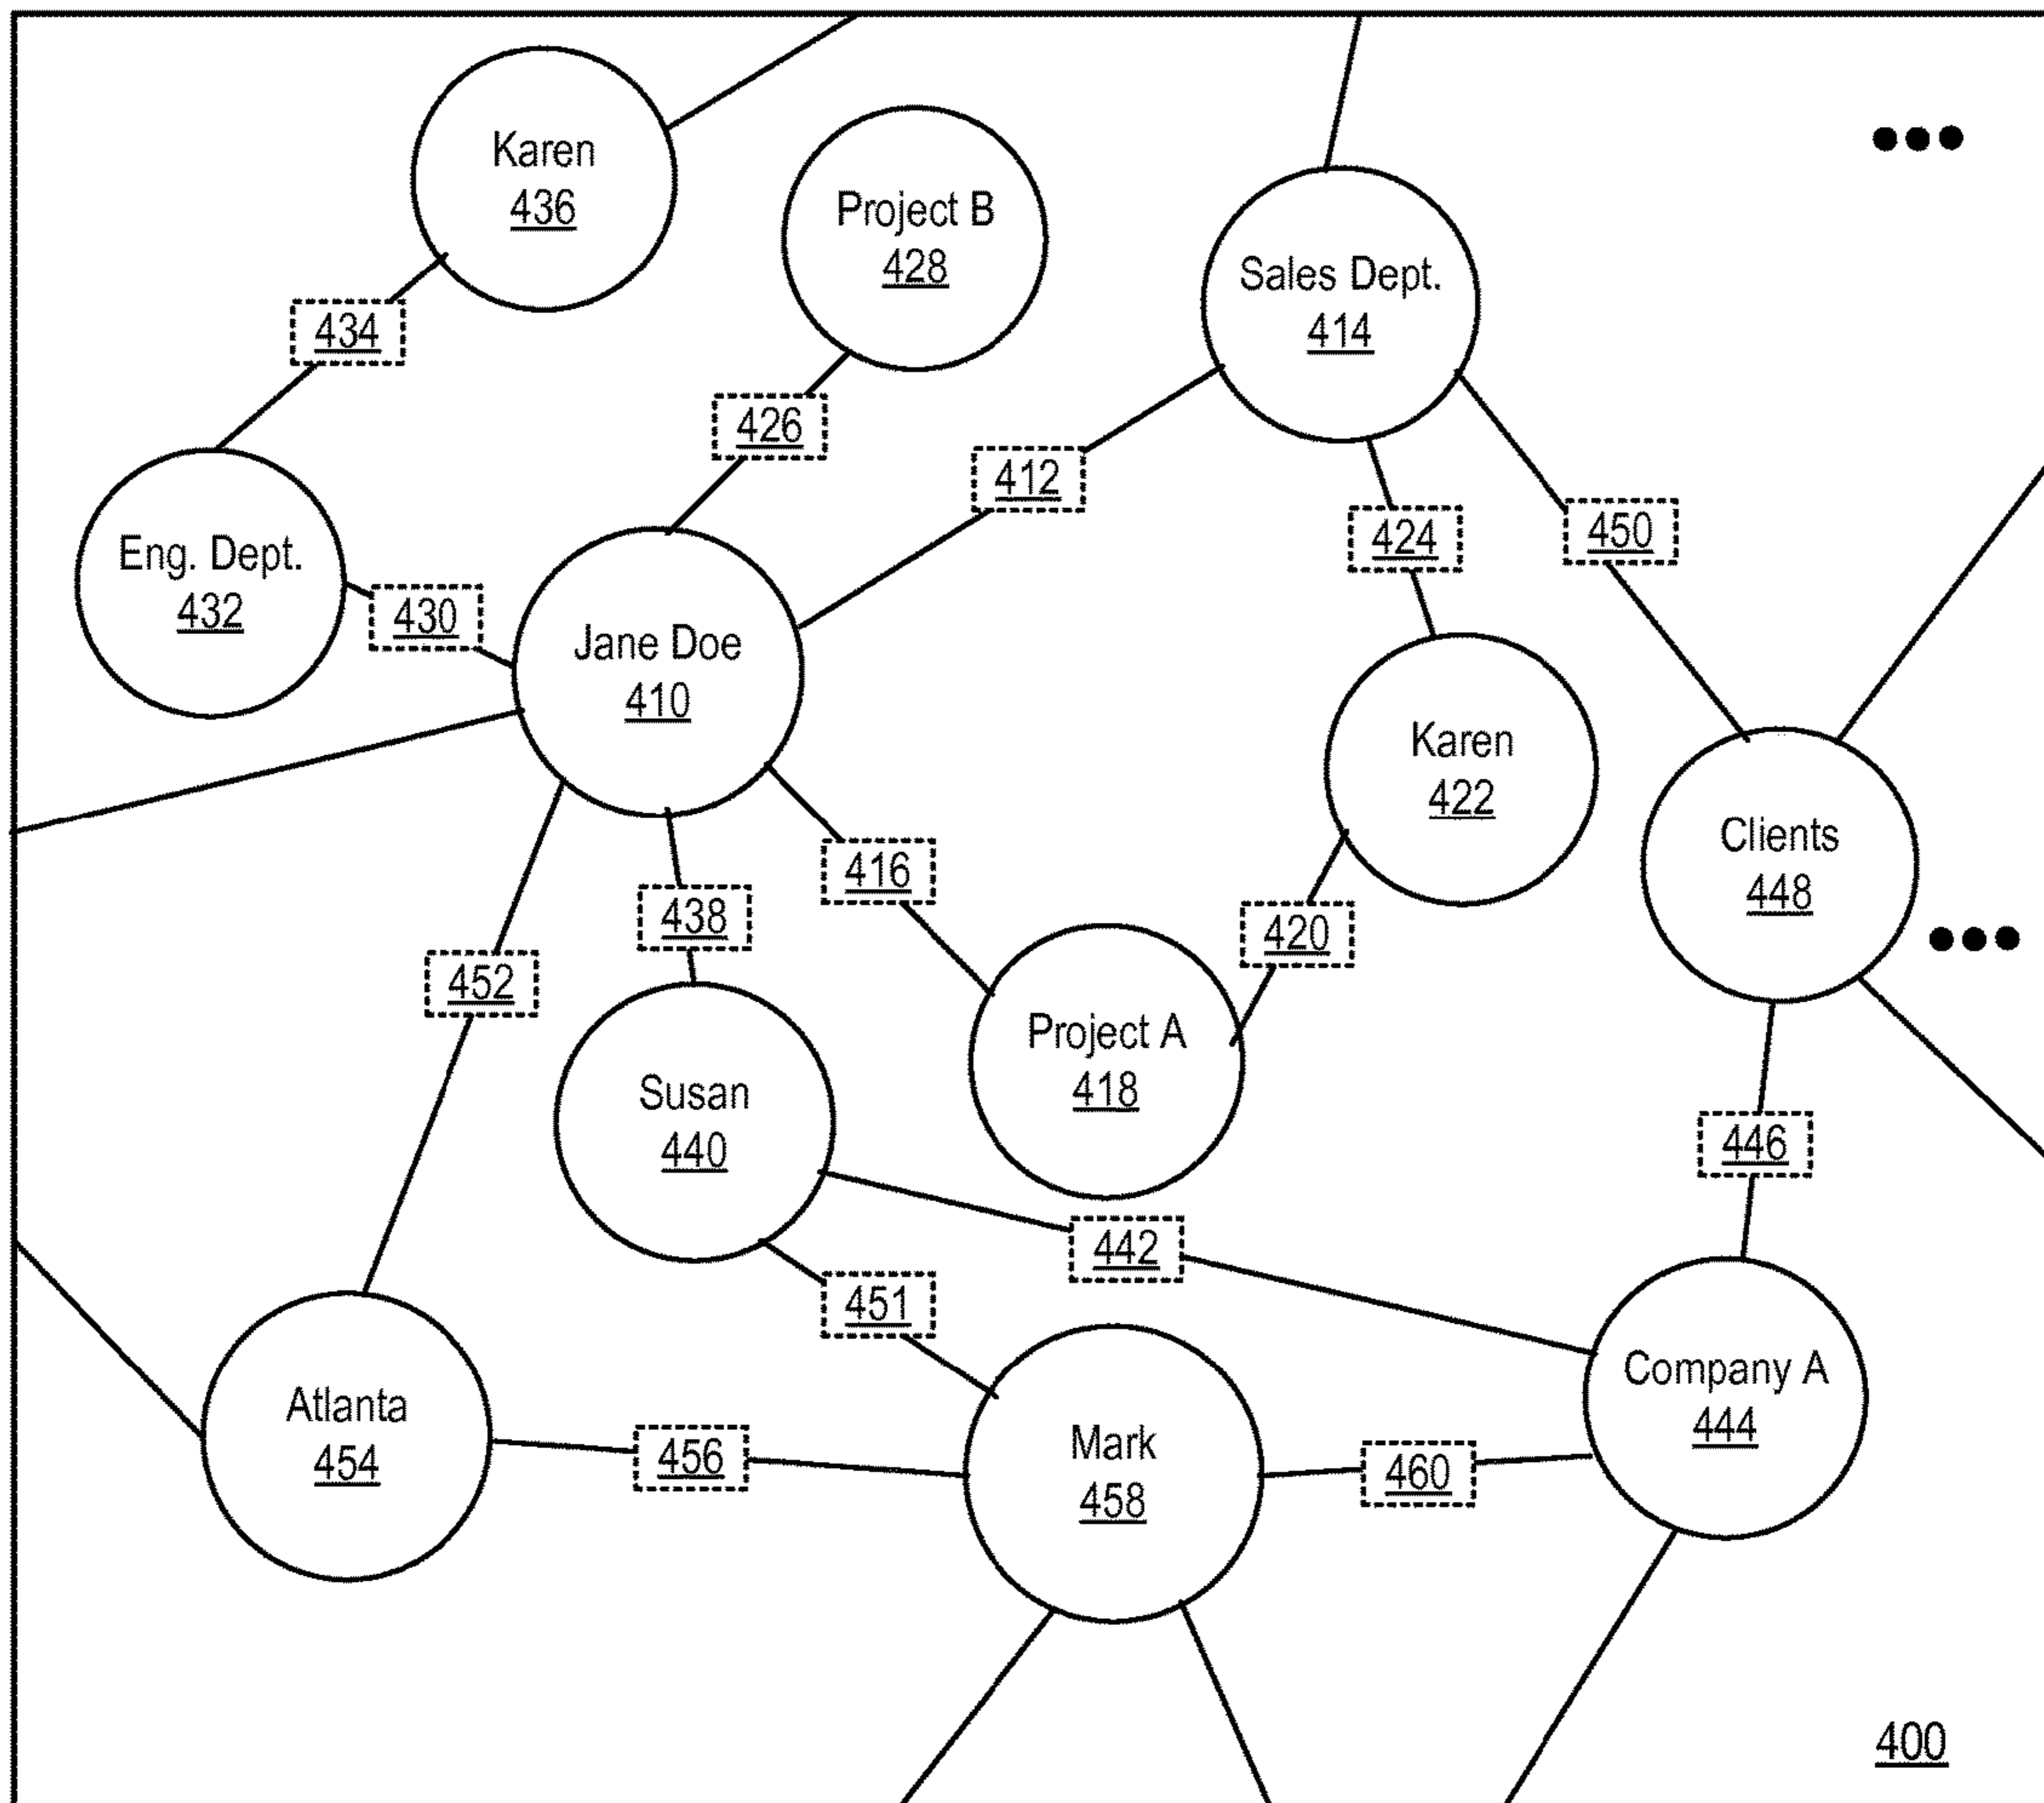 Karen
436
Project B
428
Sales Dept.
414
434
426
412
424
450
Eng. Dept.
432
430
Jane Doe
410
Karen
422
Clients
448
416
438
420
452
Project A
418
Susan
440
446
442
451
Atlanta
454
456
Mark
458
460
Company A
444
400